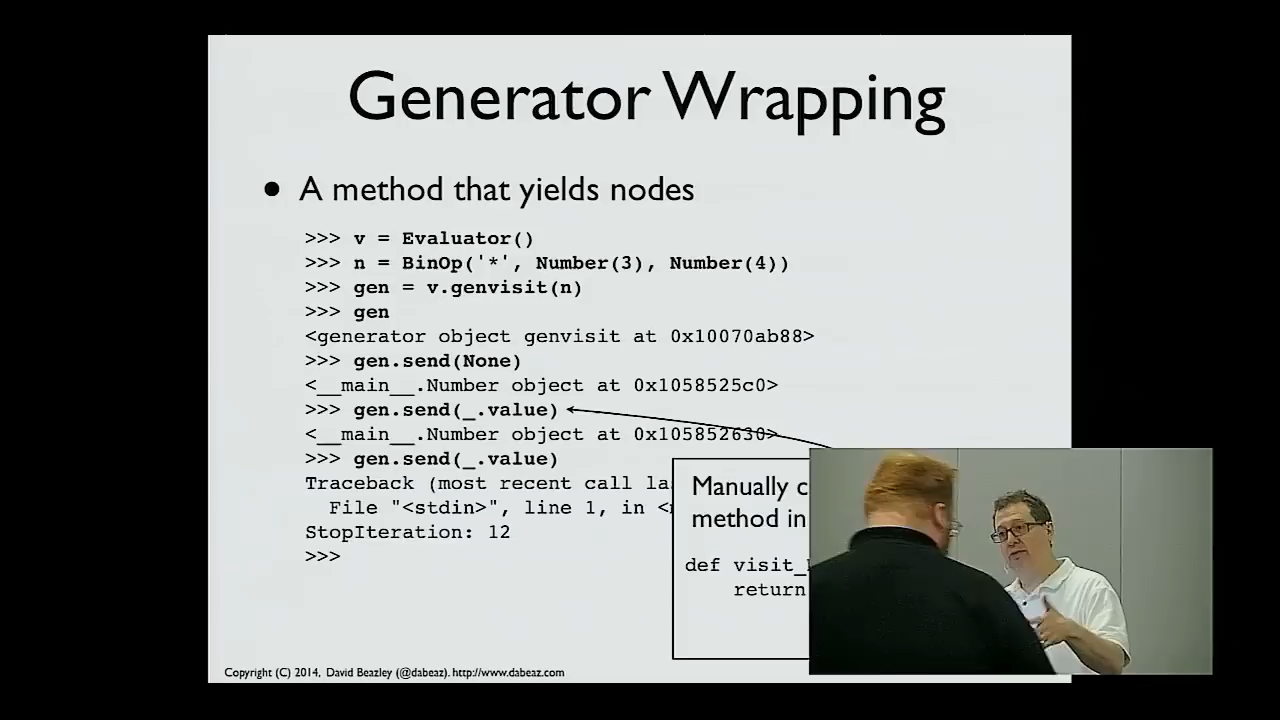 Generator Wrapping
• A method that yields nodes
>>> v = Evaluator()
>>> n = BinOp('*', Number(3), Number(4))
>>> gen = v.genvisit(n)
>>> gen
<generator object genvisit at 0x10070ab88>
>>> gen.send(None)
<__main__.Number object at 0x1058525c0>
>>> gen.send(_.value)
<__main__.Number object at 0x105852630>
>>> gen.send(_.value)
Traceback (most recent call
File "<stdin>", line 1, in
StopIteration: 12
>>>
Manually
method in
def visit_
return
Copyright (C) 2014, David Beazley (@dabeaz). http://www.dabeaz.com